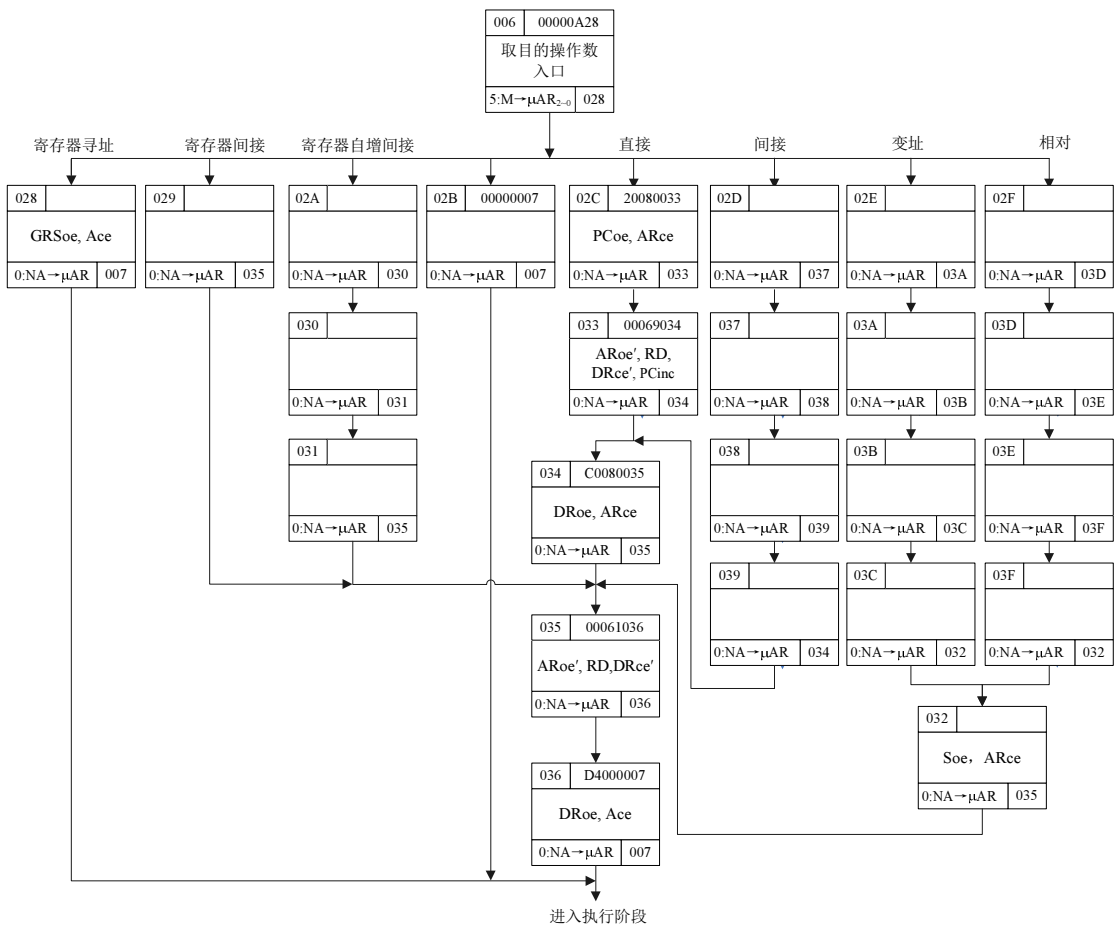 006 00000A28
取目的操作数
入口
5:M→μAR2–0 028
寄存器寻址 寄存器间接 寄存器自增间接 直接 间接 变址 相对
028 029 02A 02B 00000007 02C 20080033 02D 02E 02F
GRSoe, Ace PCoe, ARce
0:NA→μAR 007 0:NA→μAR 035 0:NA→μAR 030 0:NA→μAR 007 0:NA→μAR 033 0:NA→μAR 037 0:NA→μAR 03A 0:NA→μAR 03D
030 033 00069034 037 03A 03D
ARoe′, RD,
DRce′, PCinc
0:NA→μAR 031 0:NA→μAR 034 0:NA→μAR 038 0:NA→μAR 03B 0:NA→μAR 03E
031 038 03B 03E
034 C0080035
DRoe, ARce
0:NA→μAR 035 0:NA→μAR 039 0:NA→μAR 03C 0:NA→μAR 03F
0:NA→μAR 035
039 03C 03F
035 00061036
ARoe′, RD,DRce′
0:NA→μAR 034 0:NA→μAR 032 0:NA→μAR 032
0:NA→μAR 036
032
Soe，ARce
036 D4000007
0:NA→μAR 035
DRoe, Ace
0:NA→μAR 007
进入执行阶段